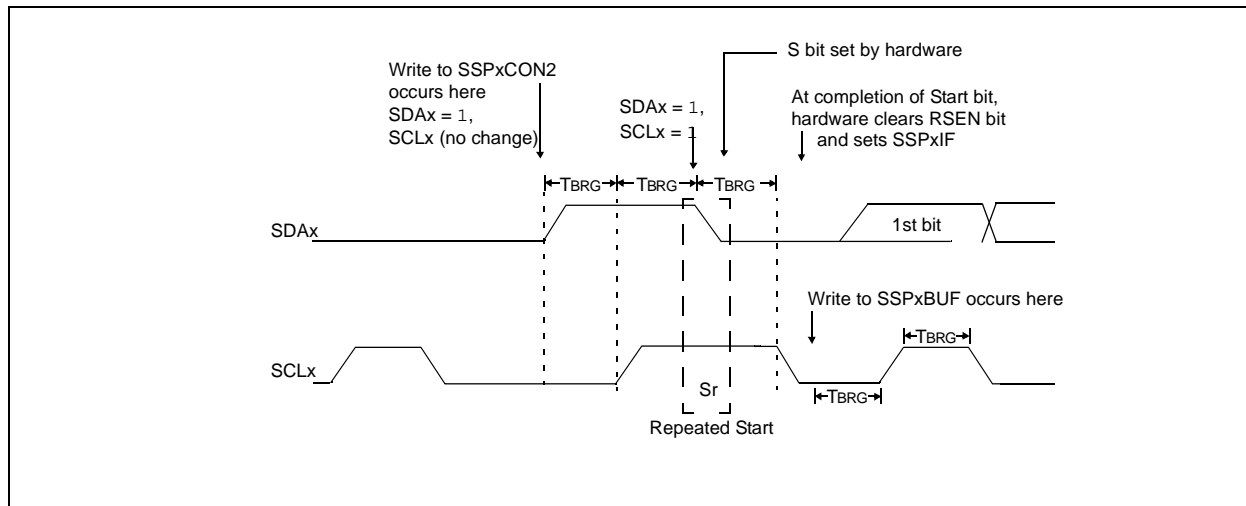 S bit set by hardware
Write to SSPxCON2
occurs here
SDAx = 1,
SCLx (no change)
SDAx = 1,
SCLx = 1
At completion of Start bit,
hardware clears RSEN bit
and sets SSPxIF
TBRG TBRG TBRG
SDAx
1st bit
Write to SSPxBUF occurs here
TBRG
SCLx
Sr
TBRG
Repeated Start